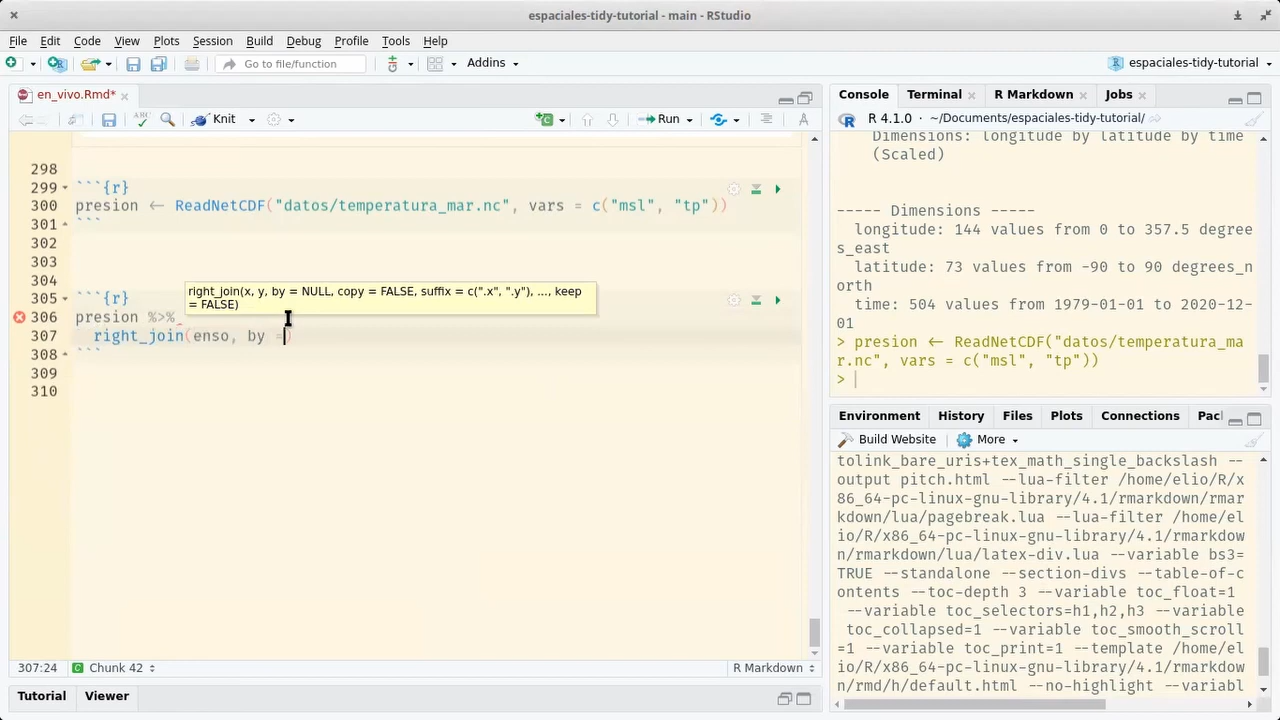 espaciales-tidy-tutorial - main - RStudio
File Edit Code View Plots Session Build Debug Profile Tools Help
Go to file/function Addins espaciales-tidy-tutorial
en_vivo.Rmd*
Knit Run
298
299 ```{r}
300 presion <- ReadNetCDF("datos/temperatura_mar.nc", vars = c("msl", "tp"))
301 ```
302
303
304
right_join(x, y, by = NULL, copy = FALSE, suffix = c(".x", ".y"), ..., keep
= FALSE)
305 ```{r}
306 presion %>%
307 right_join(enso, by =)
308 ```
309
310
307:24 Chunk 42 R Markdown
Tutorial Viewer
Console Terminal R Markdown Jobs
R 4.1.0 · ~/Documents/espaciales-tidy-tutorial/
Dimensions: longitude by latitude by time
(Scaled)
----- Dimensions -----
longitude: 144 values from 0 to 357.5 degree
s_east
latitude: 73 values from -90 to 90 degrees_n
orth
time: 504 values from 1979-01-01 to 2020-12-
01
> presion <- ReadNetCDF("datos/temperatura_ma
r.nc", vars = c("msl", "tp"))
>
Environment History Files Plots Connections Pac
Build Website More
tolink_bare_uris+tex_math_single_backslash --
output pitch.html --lua-filter /home/elio/R/x
86_64-pc-linux-gnu-library/4.1/rmarkdown/rmar
kdown/lua/pagebreak.lua --lua-filter /home/el
io/R/x86_64-pc-linux-gnu-library/4.1/rmarkdow
n/rmarkdown/lua/latex-div.lua --variable bs3=
TRUE --standalone --section-divs --table-of-c
ontents --toc-depth 3 --variable toc_float=1
--variable toc_selectors=h1,h2,h3 --variable
toc_collapsed=1 --variable toc_smooth_scroll
=1 --variable toc_print=1 --template /home/el
io/R/x86_64-pc-linux-gnu-library/4.1/rmarkdow
n/rmd/h/default.html --no-highlight --variabl